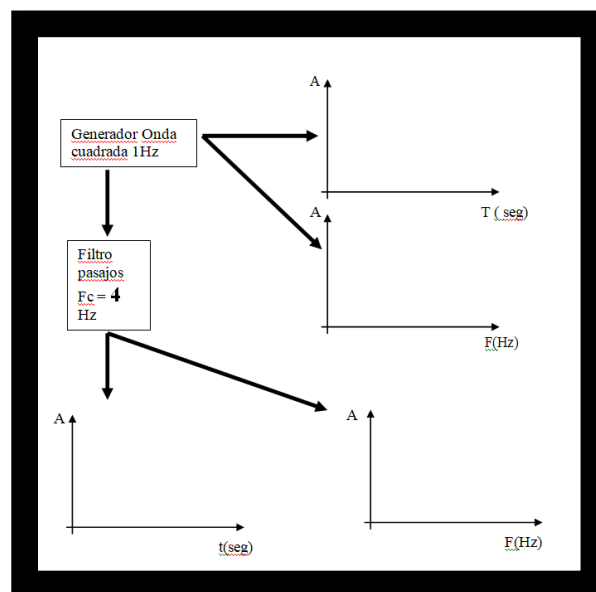 A
Generador Onda
cuadrada 1Hz
T ( seg)
A
Filtro
pasajos
Fc = 4
Hz
F(Hz)
A
t(seg)
A
F(Hz)